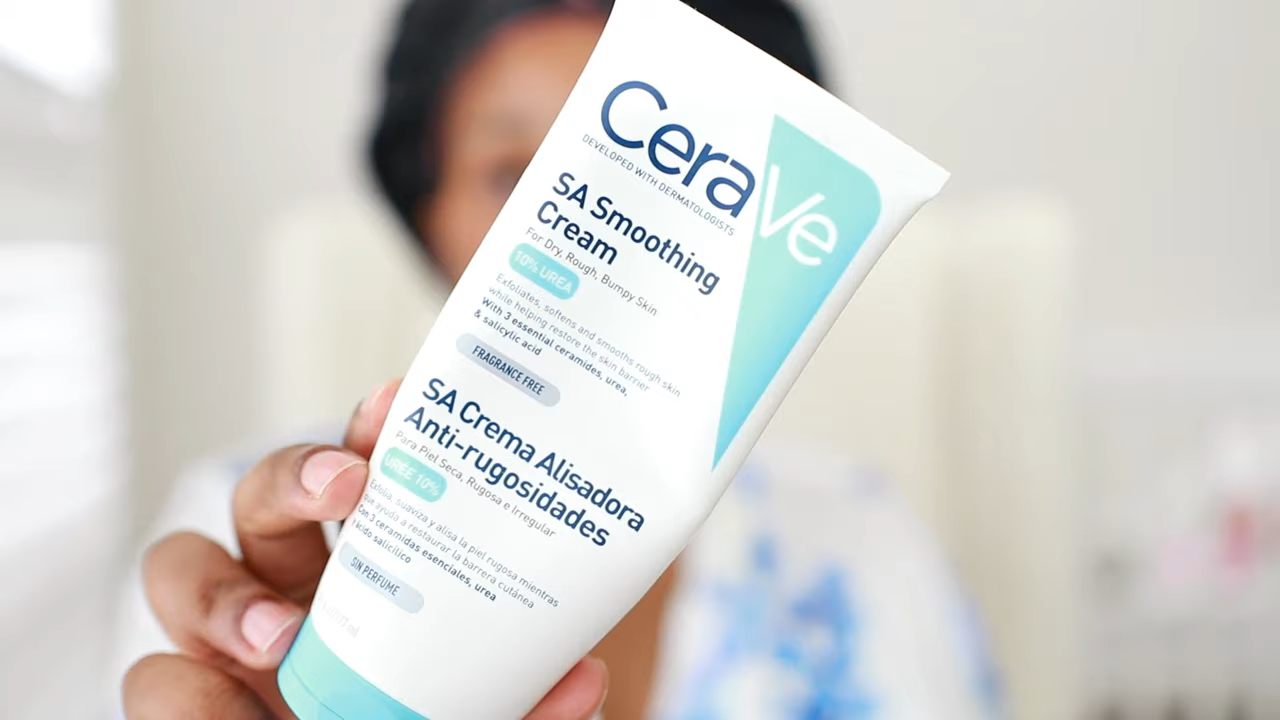 CeraVe
DEVELOPED WITH DERMATOLOGISTS
SA Smoothing
Cream
For Dry, Rough, Bumpy Skin
10% UREA
Exfoliates, softens and smooths rough skin
while helping restore the skin barrier
With 3 essential ceramides, urea,
& salicylic acid
FRAGRANCE FREE
SA Crema Alisadora
Anti-rugosidades
Para Piel Seca, Rugosa e Irregular
UREE 10%
Exfolia, suaviza y alisa la piel rugosa mientras
que ayuda a restaurar la barrera cutánea
Con 3 ceramidas esenciales, urea
y ácido salicílico
SIN PERFUME